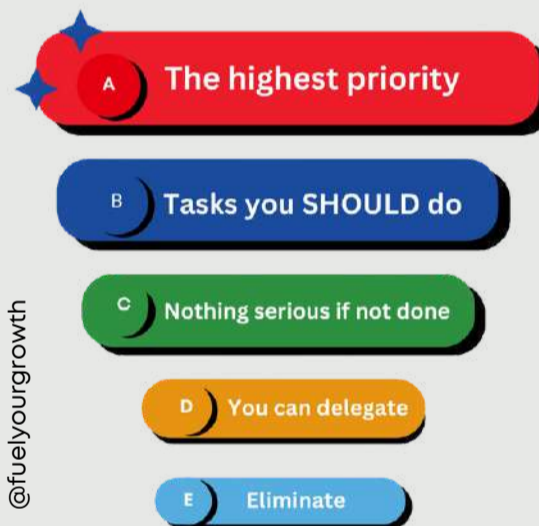 A The highest priority
B Tasks you SHOULD do
C Nothing serious if not done
D You can delegate
E Eliminate
@fuelyourgrowth